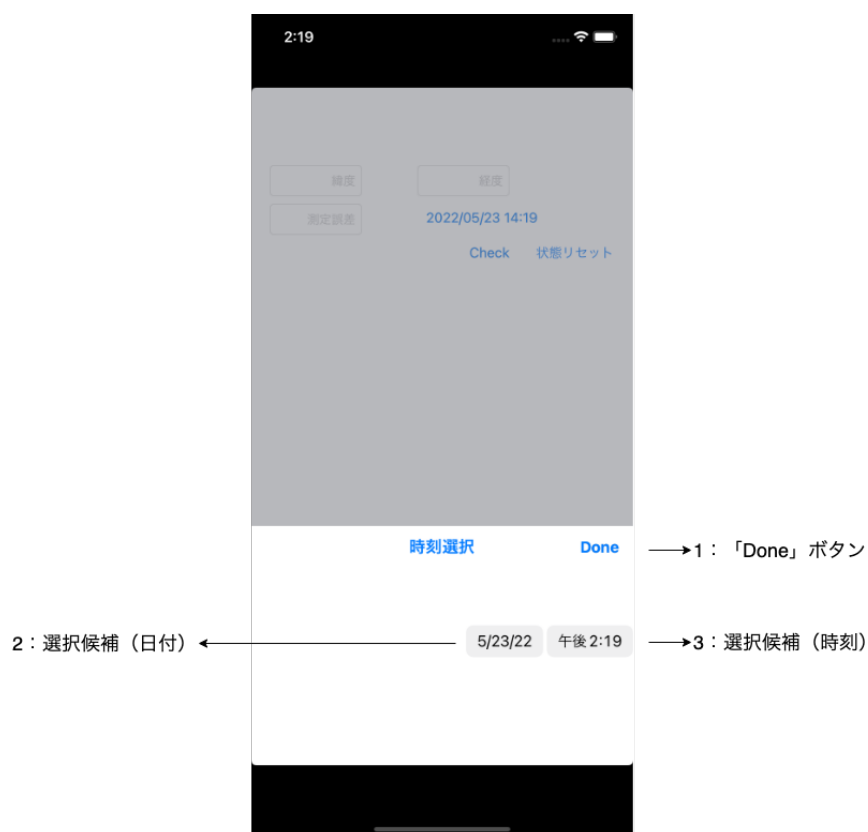 2:19
緯度
経度
測定誤差
2022/05/23 14:19
Check
状態リセット
時刻選択
Done
1：「Done」ボタン
2：選択候補（日付）
5/23/22
午後2:19
3：選択候補（時刻）